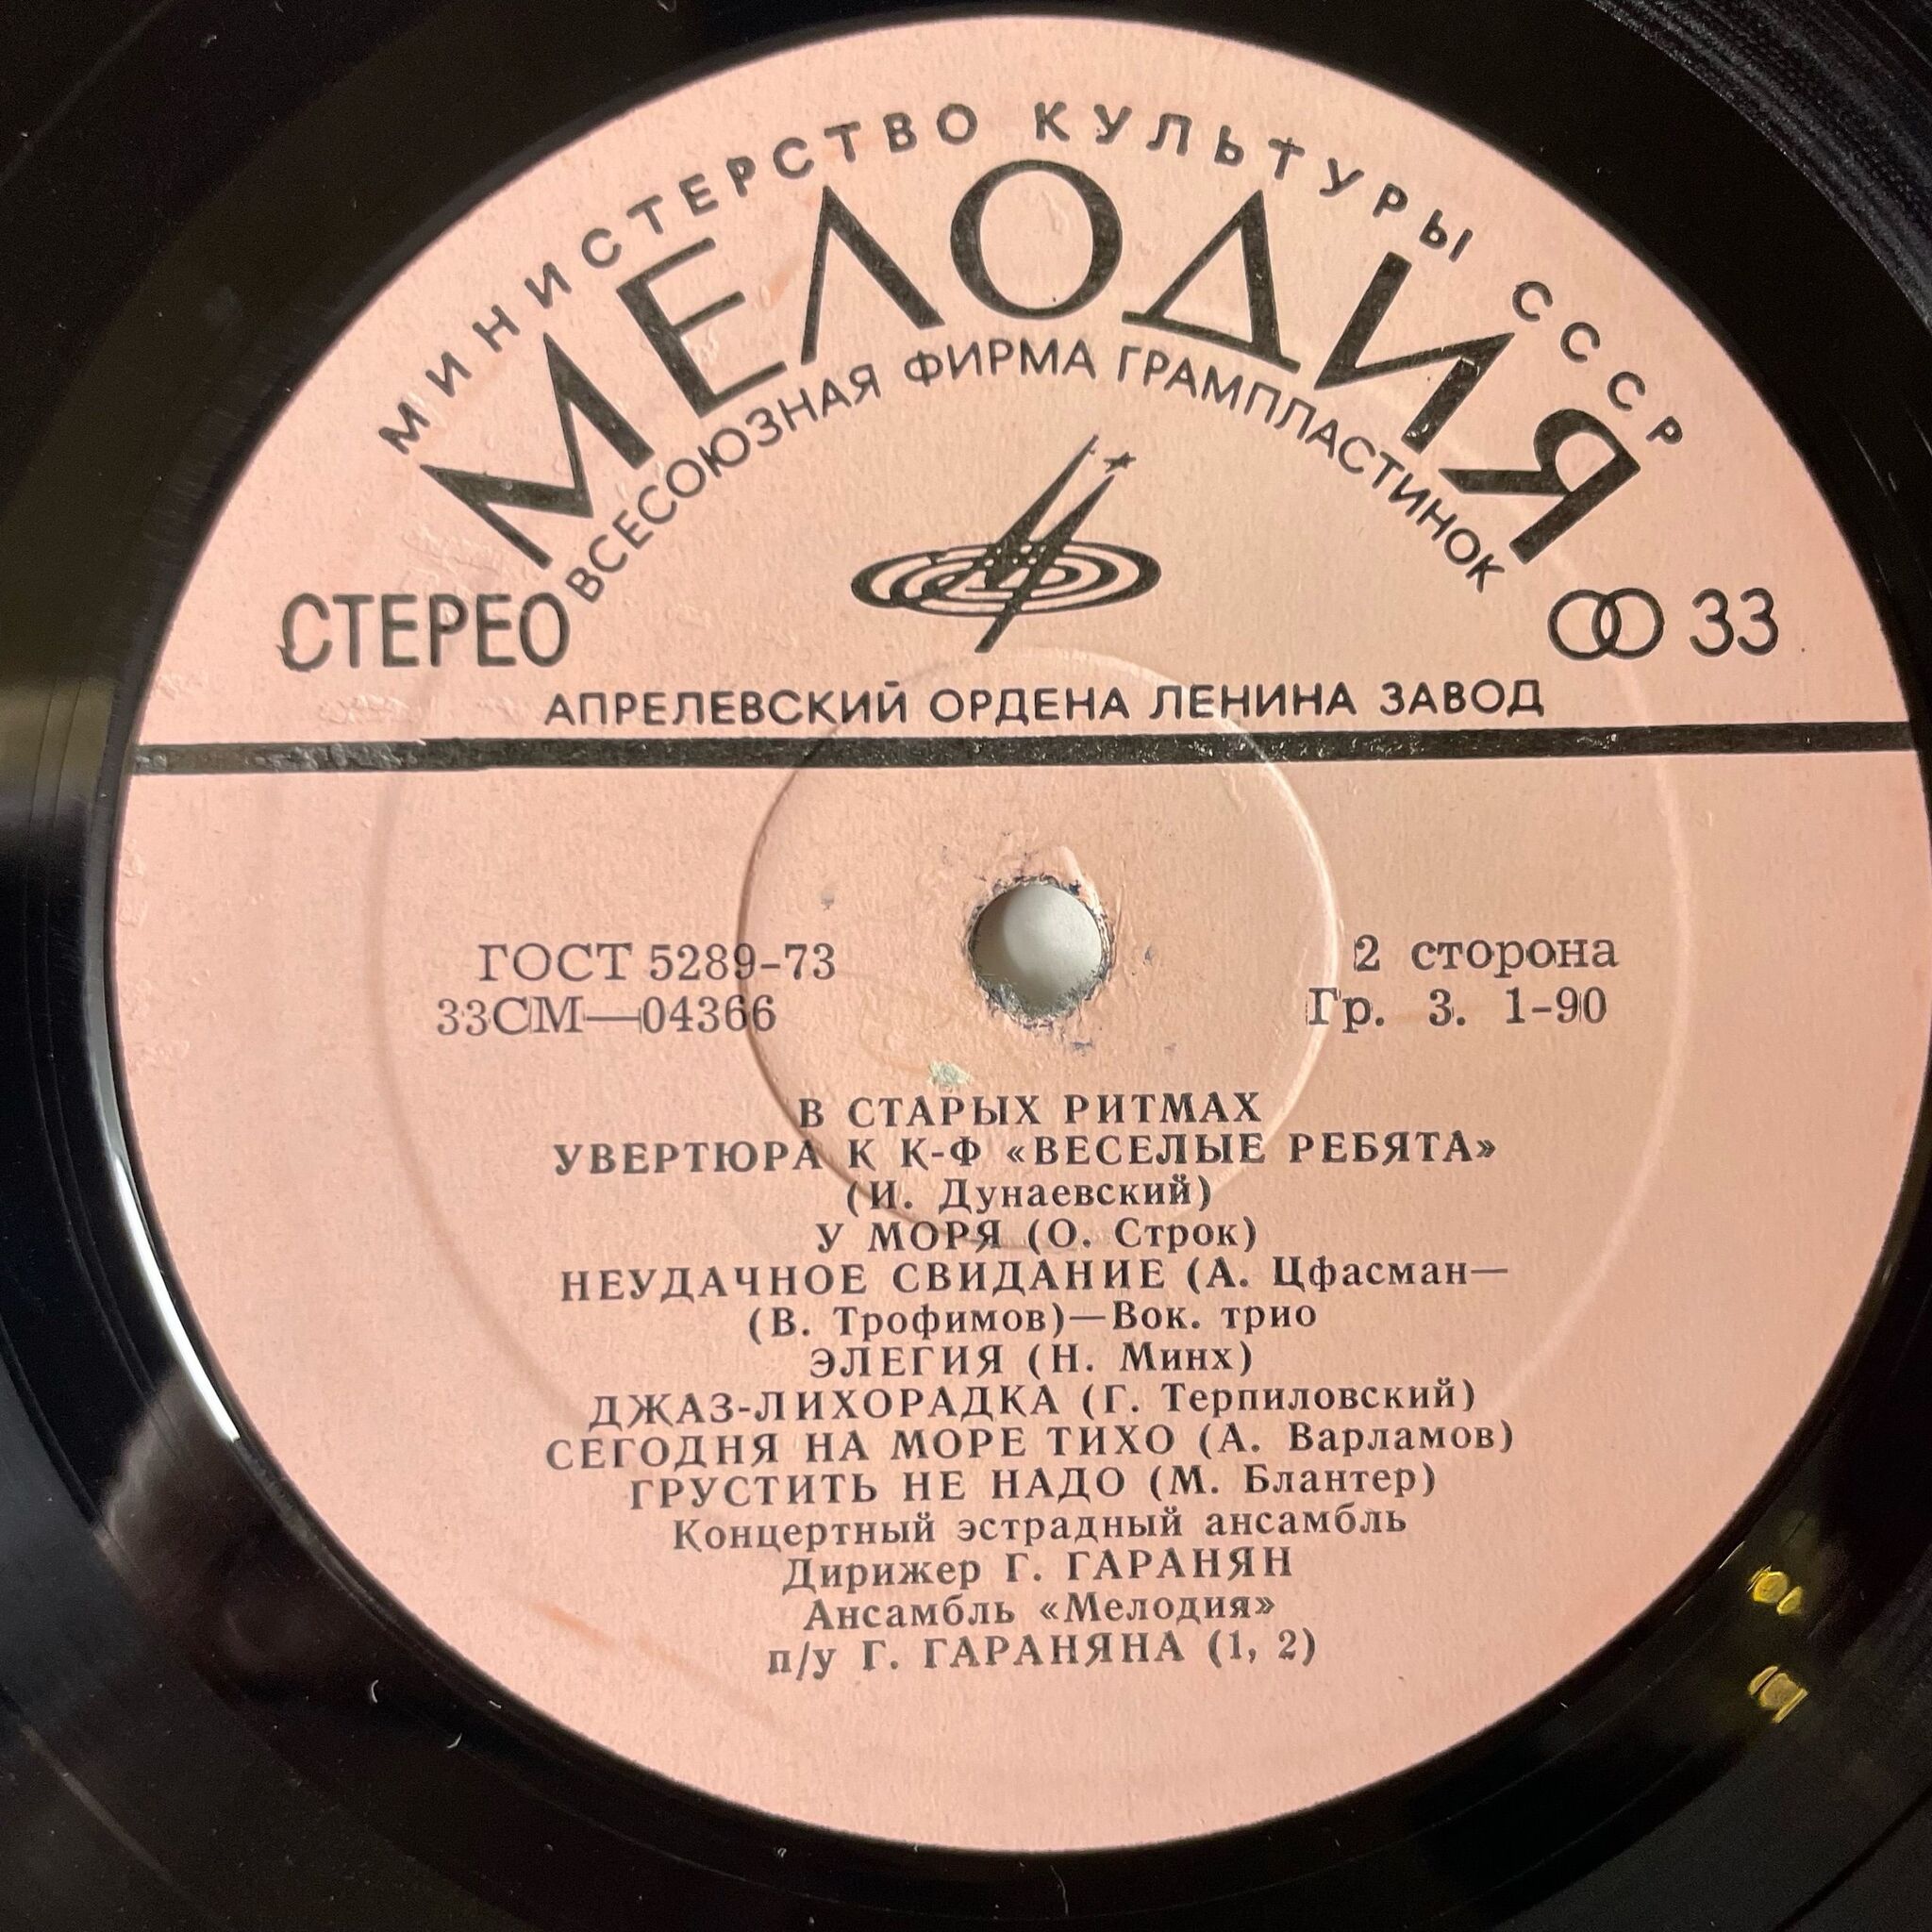 МИНИСТЕРСТВО КУЛЬТУРЫ СССР
МЕЛОДИЯ
ВСЕСОЮЗНАЯ ФИРМА ГРАМПЛАСТИНОК
СТЕРЕО
33
АПРЕЛЕВСКИЙ ОРДЕНА ЛЕНИНА ЗАВОД
ГОСТ 5289-73
33СМ—04366
2 сторона
Гр. 3. 1-90
В СТАРЫХ РИТМАХ
УВЕРТЮРА К К-Ф «ВЕСЕЛЫЕ РЕБЯТА»
(И. Дунаевский)
У МОРЯ (О. Строк)
НЕУДАЧНОЕ СВИДАНИЕ (А. Цфасман—
(В. Трофимов)—Вок. трио
ЭЛЕГИЯ (Н. Минх)
ДЖАЗ-ЛИХОРАДКА (Г. Терпиловский)
СЕГОДНЯ НА МОРЕ ТИХО (А. Варламов)
ГРУСТИТЬ НЕ НАДО (М. Блантер)
Концертный эстрадный ансамбль
Дирижер Г. ГАРАНЯН
Ансамбль «Мелодия»
п/у Г. ГАРАНЯНА (1, 2)